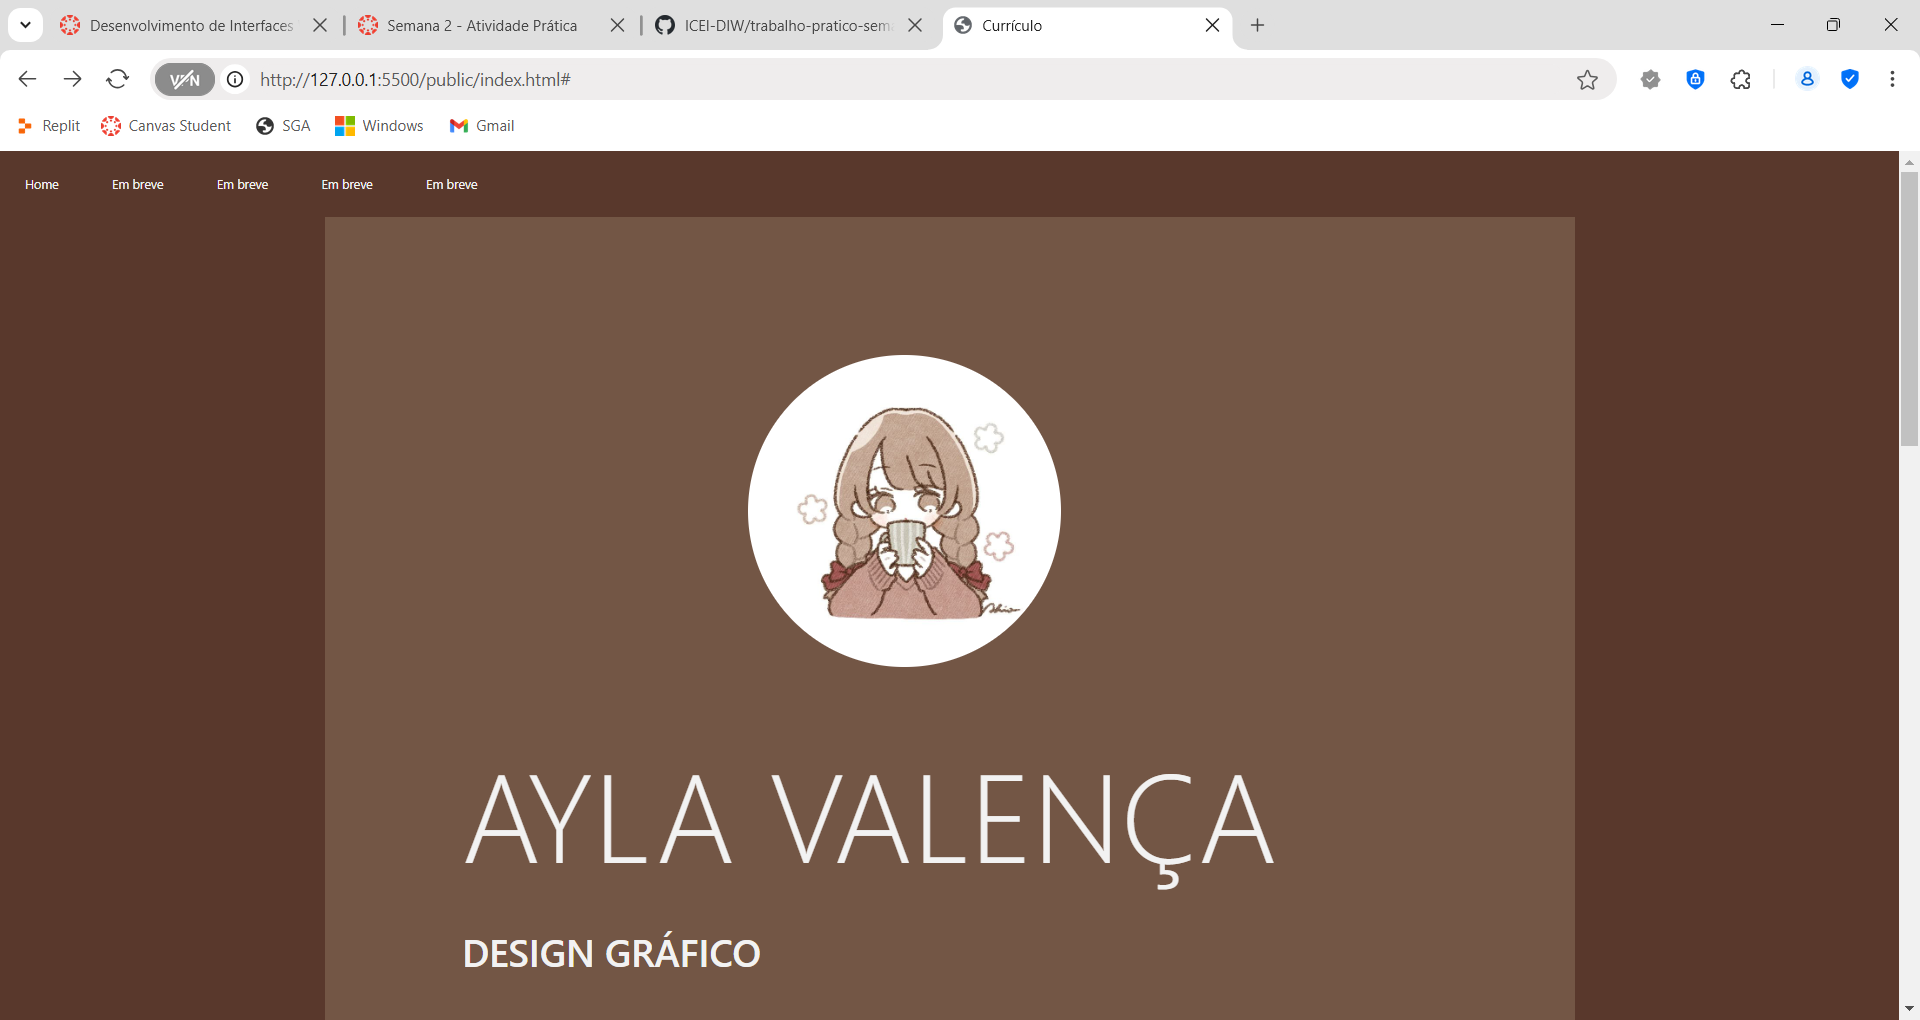 Desenvolvimento de Interfaces
Semana 2 - Atividade Prática
ICEI-DIW/trabalho-pratico-sem
Currículo
VPN
http://127.0.0.1:5500/public/index.html#
Replit
Canvas Student
SGA
Windows
Gmail
Home
Em breve
Em breve
Em breve
Em breve
AYLA VALENÇA
DESIGN GRÁFICO